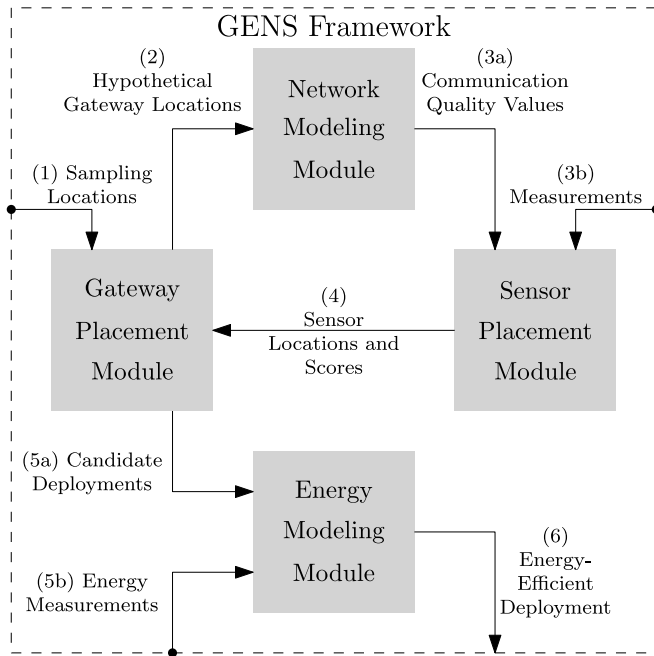 GENS Framework
(2)
Hypothetical
Gateway Locations
Network
Modeling
Module
(3a)
Communication
Quality Values
(1) Sampling
Locations
(3b)
Measurements
Gateway
Placement
Module
(4)
Sensor
Locations and
Scores
Sensor
Placement
Module
(5a) Candidate
Deployments
Energy
Modeling
Module
(5b) Energy
Measurements
(6)
Energy-
Efficient
Deployment